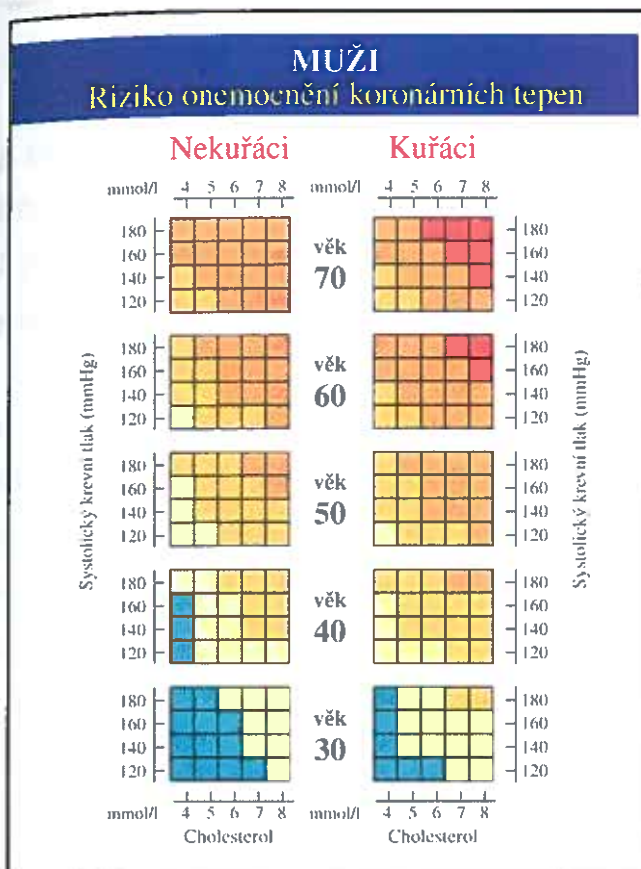 MUŽI
Riziko onemocnění koronárních tepen
Nekuřáci Kuřáci
mmol/l 4 5 6 7 8 mmol/l 4 5 6 7 8
180 180
160 věk 160
140 70 140
120 120
180 180
160 věk 160
140 60 140
120 120
Systolický krevní tlak (mmHg)
Systolický krevní tlak (mmHg)
180 180
160 věk 160
140 50 140
120 120
180 180
160 věk 160
140 40 140
120 120
180 180
160 věk 160
140 30 140
120 120
mmol/l 4 5 6 7 8 mmol/l 4 5 6 7 8
Cholesterol Cholesterol